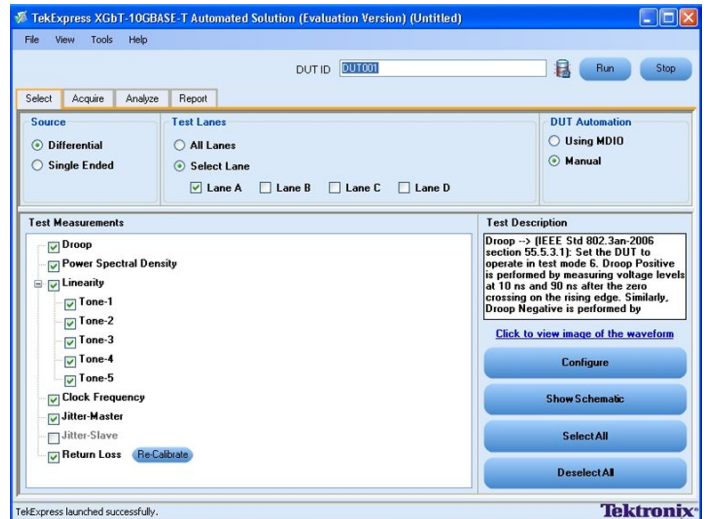 TekExpress XGbT-10GBASE-T Automated Solution (Evaluation Version) (Untitled)
File View Tools Help
DUT ID DUT001 Run Stop
Select Acquire Analyze Report
Source
Differential
Single Ended
Test Lanes
All Lanes
Select Lane
Lane A Lane B Lane C Lane D
DUT Automation
Using MDIO
Manual
Test Measurements
Droop
Power Spectral Density
Linearity
Tone-1
Tone-2
Tone-3
Tone-4
Tone-5
Clock Frequency
Jitter-Master
Jitter-Slave
Return Loss Re-Calibrate
Test Description
Droop --> (IEEE Std 802.3an-2006
section 55.5.3.1): Set the DUT to
operate in test mode 6. Droop Positive
is performed by measuring voltage levels
at 10 ns and 90 ns after the zero
crossing on the rising edge. Similarly,
Droop Negative is performed by
Click to view image of the waveform
Configure
Show Schematic
Select All
Deselect All
TekExpress launched successfully.
Tektronix